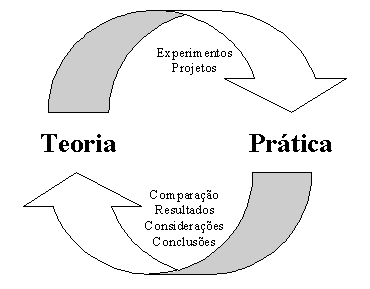 Experimentos
Projetos
Teoria
Prática
Comparação
Resultados
Considerações
Conclusões